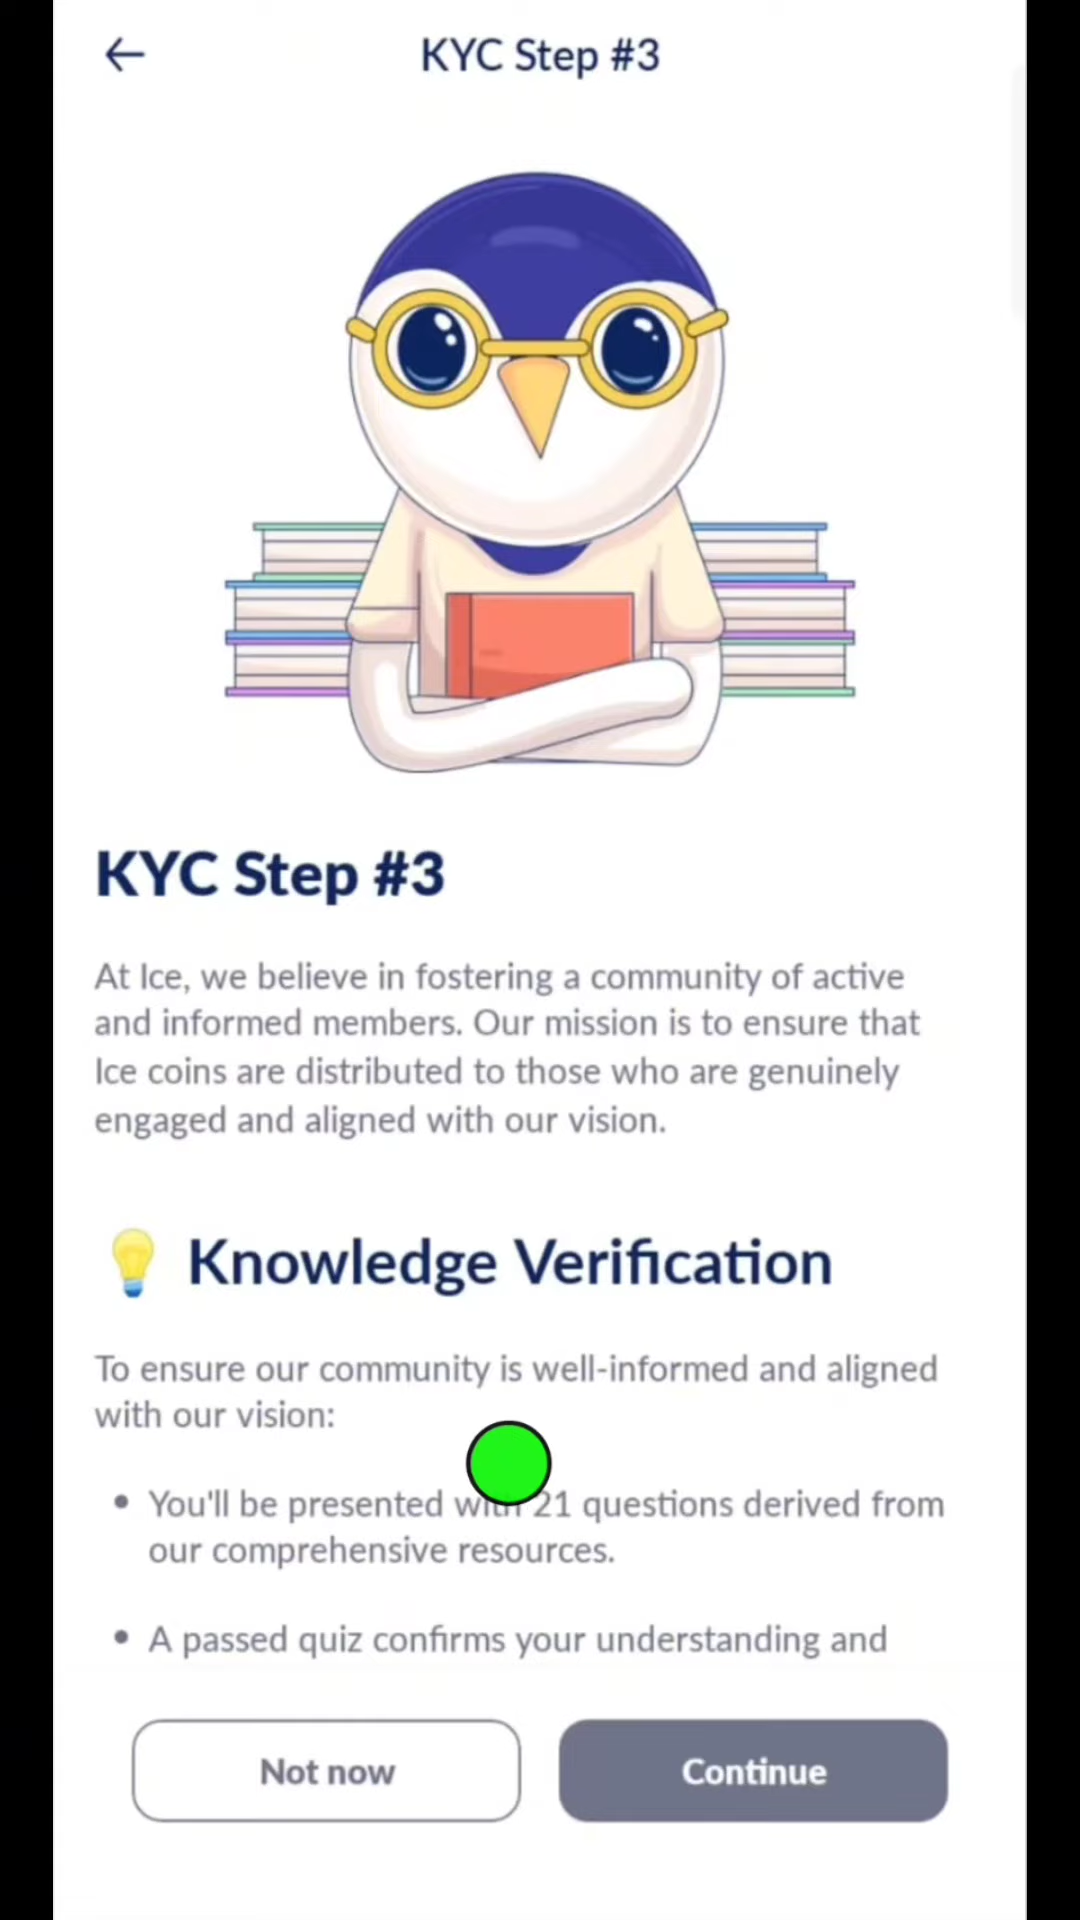 KYC Step #3
KYC Step #3
At Ice, we believe in fostering a community of active
and informed members. Our mission is to ensure that
Ice coins are distributed to those who are genuinely
engaged and aligned with our vision.
Knowledge Verification
To ensure our community is well-informed and aligned
with our vision:
• You'll be presented with 21 questions derived from
our comprehensive resources.
• A passed quiz confirms your understanding and
Not now
Continue